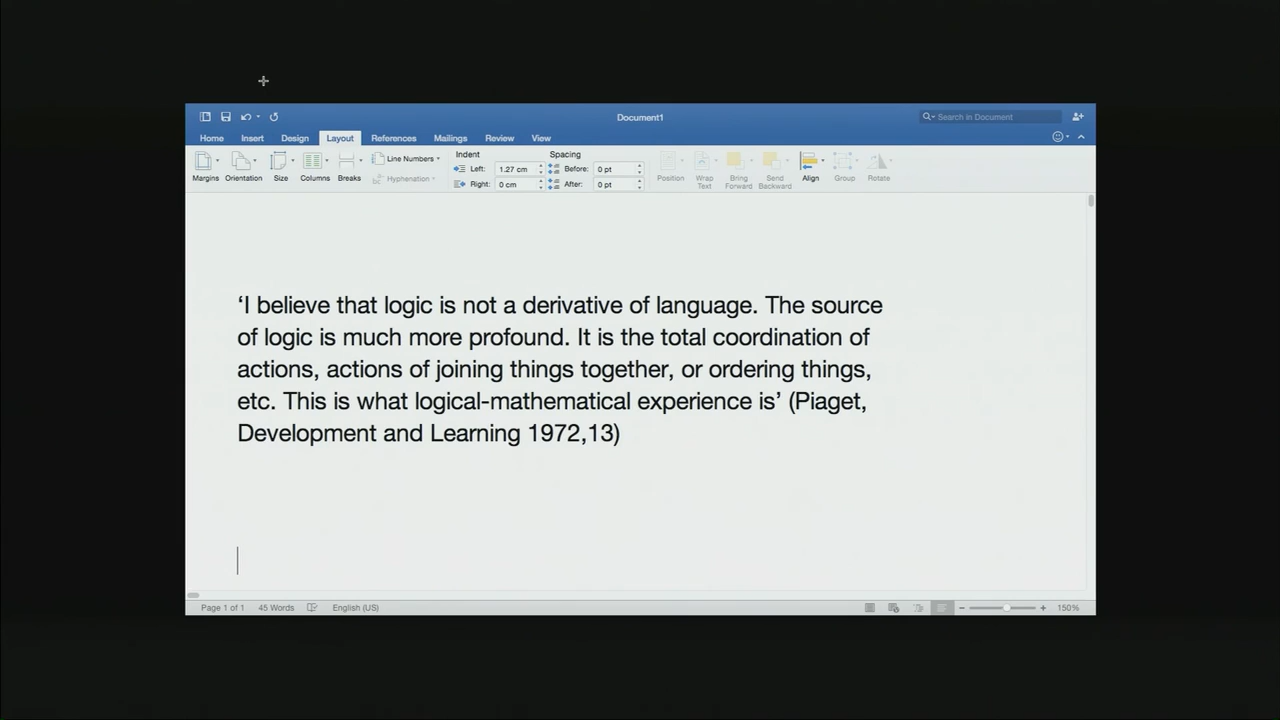 Document1
Search in Document
Home Insert Design Layout References Mailings Review View
Margins Orientation Size Columns Breaks
Line Numbers
Hyphenation
Indent
Left: 1.27 cm
Right: 0 cm
Spacing
Before: 0 pt
After: 0 pt
Position Wrap Text Bring Forward Send Backward Align Group Rotate
‘I believe that logic is not a derivative of language. The source
of logic is much more profound. It is the total coordination of
actions, actions of joining things together, or ordering things,
etc. This is what logical-mathematical experience is’ (Piaget,
Development and Learning 1972,13)
Page 1 of 1 45 Words English (US) 150%